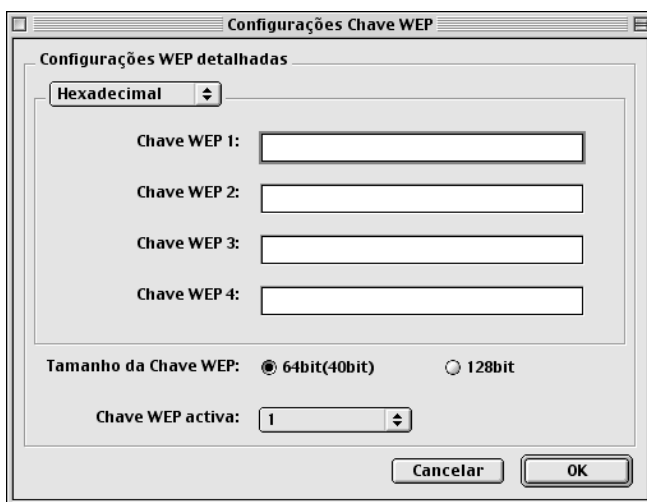 Configurações Chave WEP
Configurações WEP detalhadas
Hexadecimal
Chave WEP 1:
Chave WEP 2:
Chave WEP 3:
Chave WEP 4:
Tamanho da Chave WEP: 64bit(40bit) 128bit
Chave WEP activa: 1
Cancelar OK